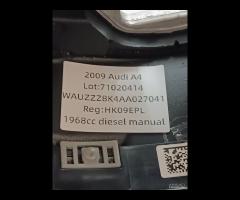 2009 Audi A4
Lot:71020414
WAUZZZ8K4AA027041
Reg:HK09EPL
1968cc diesel manual